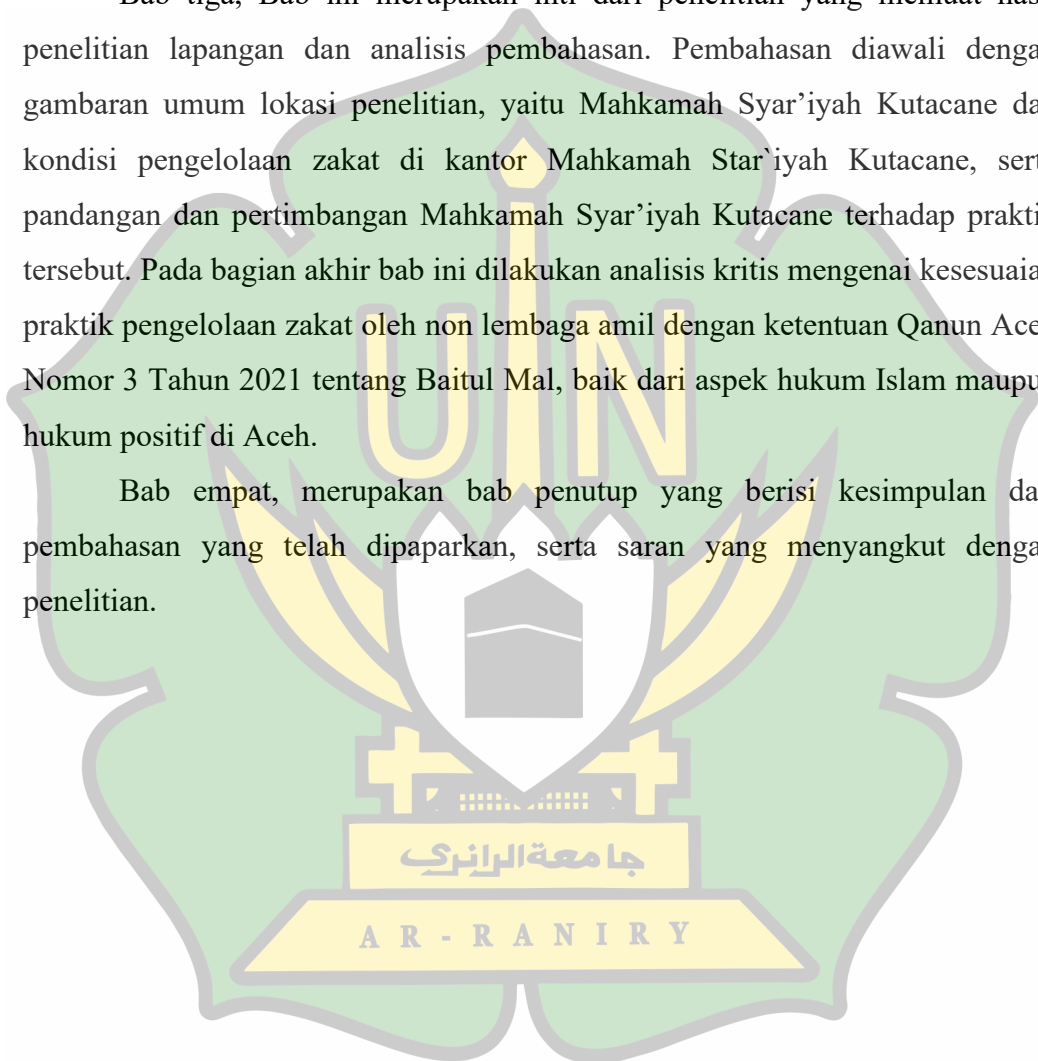 Bab tiga, Bab ini merupakan inti dari penelitian yang memuat has
penelitian lapangan dan analisis pembahasan. Pembahasan diawali denga
gambaran umum lokasi penelitian, yaitu Mahkamah Syar’iyah Kutacane da
kondisi pengelolaan zakat di kantor Mahkamah Star`iyah Kutacane, sert
pandangan dan pertimbangan Mahkamah Syar’iyah Kutacane terhadap prakti
tersebut. Pada bagian akhir bab ini dilakukan analisis kritis mengenai kesesuaia
praktik pengelolaan zakat oleh non lembaga amil dengan ketentuan Qanun Ace
Nomor 3 Tahun 2021 tentang Baitul Mal, baik dari aspek hukum Islam maupu
hukum positif di Aceh.
Bab empat, merupakan bab penutup yang berisi kesimpulan da
pembahasan yang telah dipaparkan, serta saran yang menyangkut denga
penelitian.
UIN
جامعةالرانري
AR-RANIRY